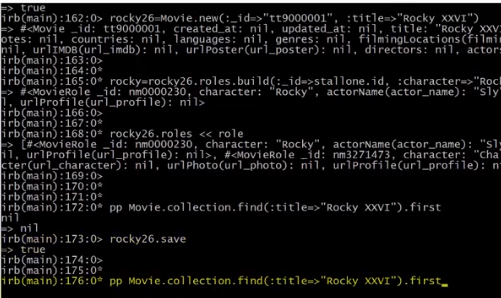 => true
irb(main):162:0> rocky26=Movie.new(:_id=>"tt9000001", :title=>"Rocky XXVI")
=> #<Movie _id: tt9000001, created_at: nil, updated_at: nil, title: "Rocky XXV
otes: nil, countries: nil, languages: nil, genres: nil, filmingLocations(filmin
nil, urlIMDB(url_imdb): nil, urlPoster(url_poster): nil, directors: nil, actor
irb(main):163:0>
irb(main):164:0*
irb(main):165:0* rocky=rocky26.roles.build(:_id=>stallone.id, :character=>"Rock
=> #<MovieRole _id: nm0000230, character: "Rocky", actorName(actor_name): "Sly"
l, urlProfile(url_profile): nil>
irb(main):166:0>
irb(main):167:0*
irb(main):168:0* rocky26.roles << role
=> [#<MovieRole _id: nm0000230, character: "Rocky", actorName(actor_name): "Sly
il, urlProfile(url_profile): nil>, #<MovieRole _id: nm3271473, character: "Cha
cter(url_character): nil, urlPhoto(url_photo): nil, urlProfile(url_profile): ni
irb(main):169:0>
irb(main):170:0*
irb(main):171:0*
irb(main):172:0* pp Movie.collection.find(:title=>"Rocky XXVI").first
nil
=> nil
irb(main):173:0> rocky26.save
=> true
irb(main):174:0>
irb(main):175:0*
irb(main):176:0* pp Movie.collection.find(:title=>"Rocky XXVI").first